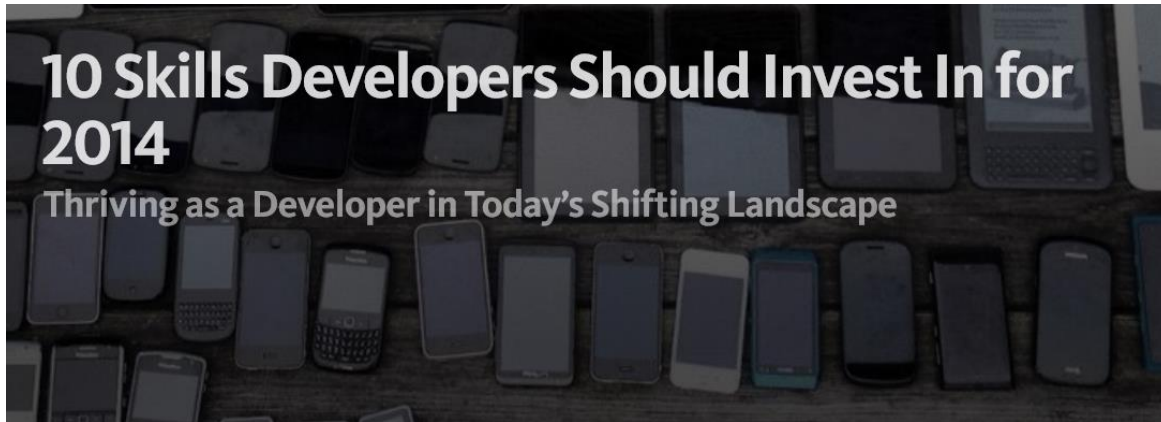 10 Skills Developers Should Invest In for
2014
Thriving as a Developer in Today's Shifting Landscape